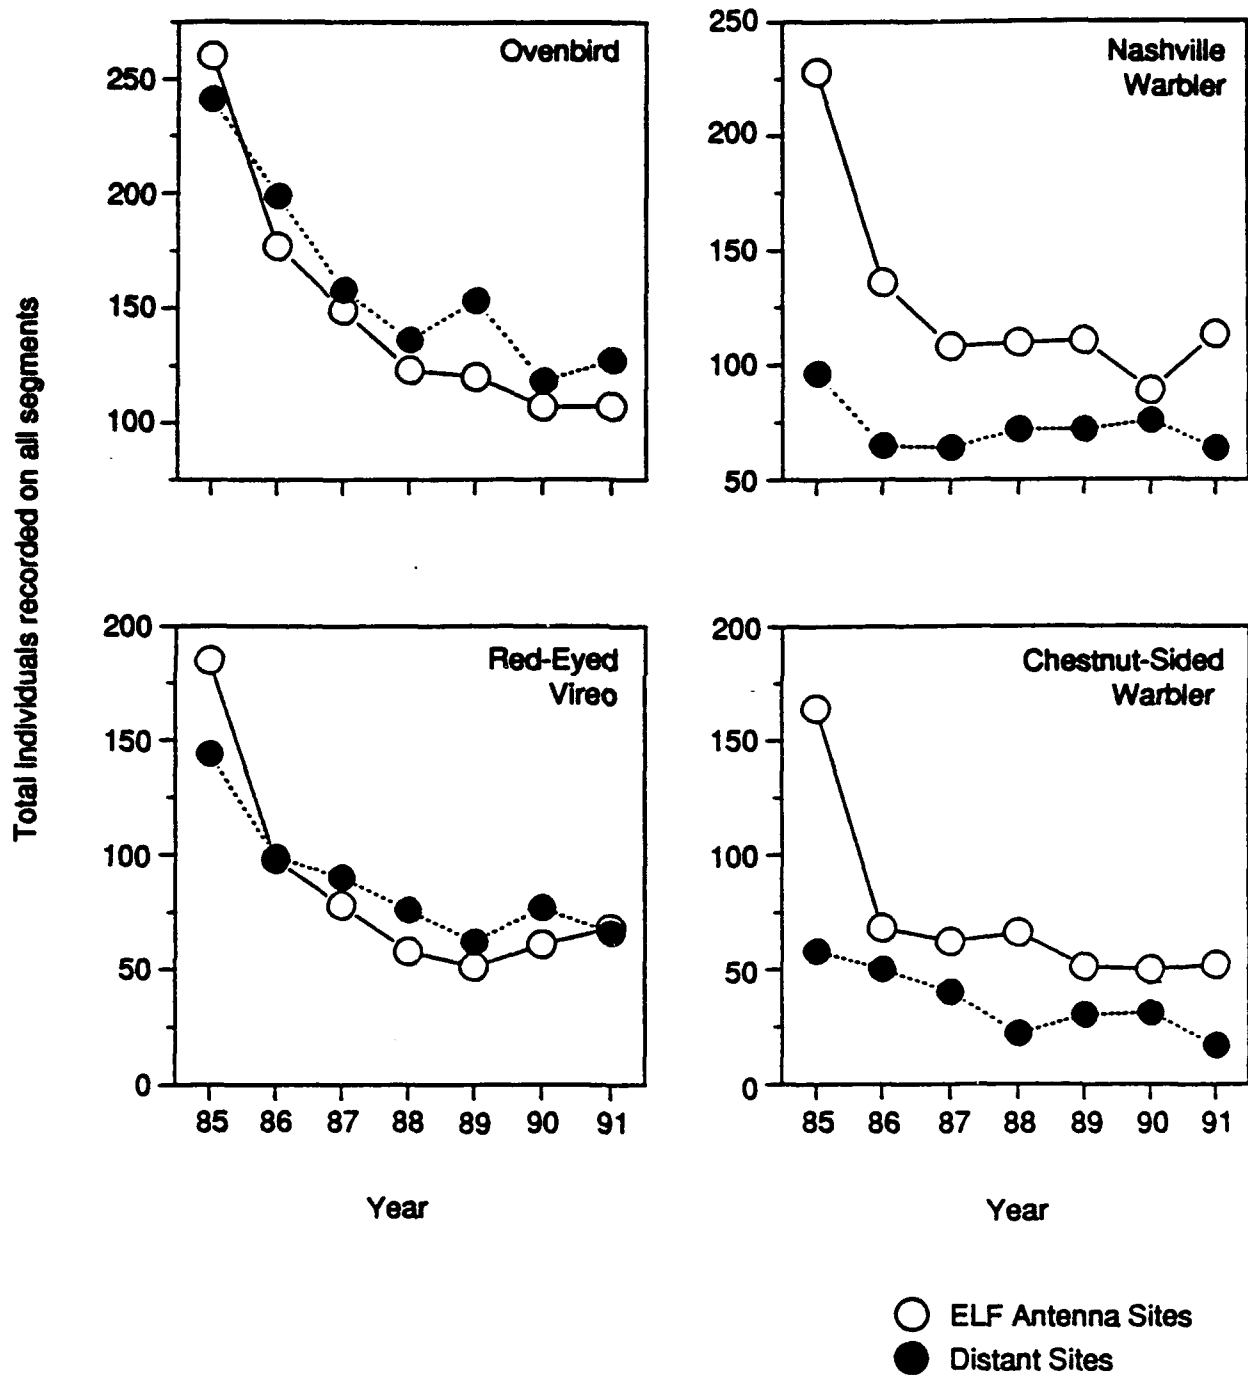 Total individuals recorded on all segments
Ovenbird
250
200
150
100
Nashville
Warbler
250
200
150
100
50
Red-Eyed
Vireo
200
150
100
50
0
85 86 87 88 89 90 91
Year
Chestnut-Sided
Warbler
200
150
100
50
0
85 86 87 88 89 90 91
Year
ELF Antenna Sites
Distant Sites